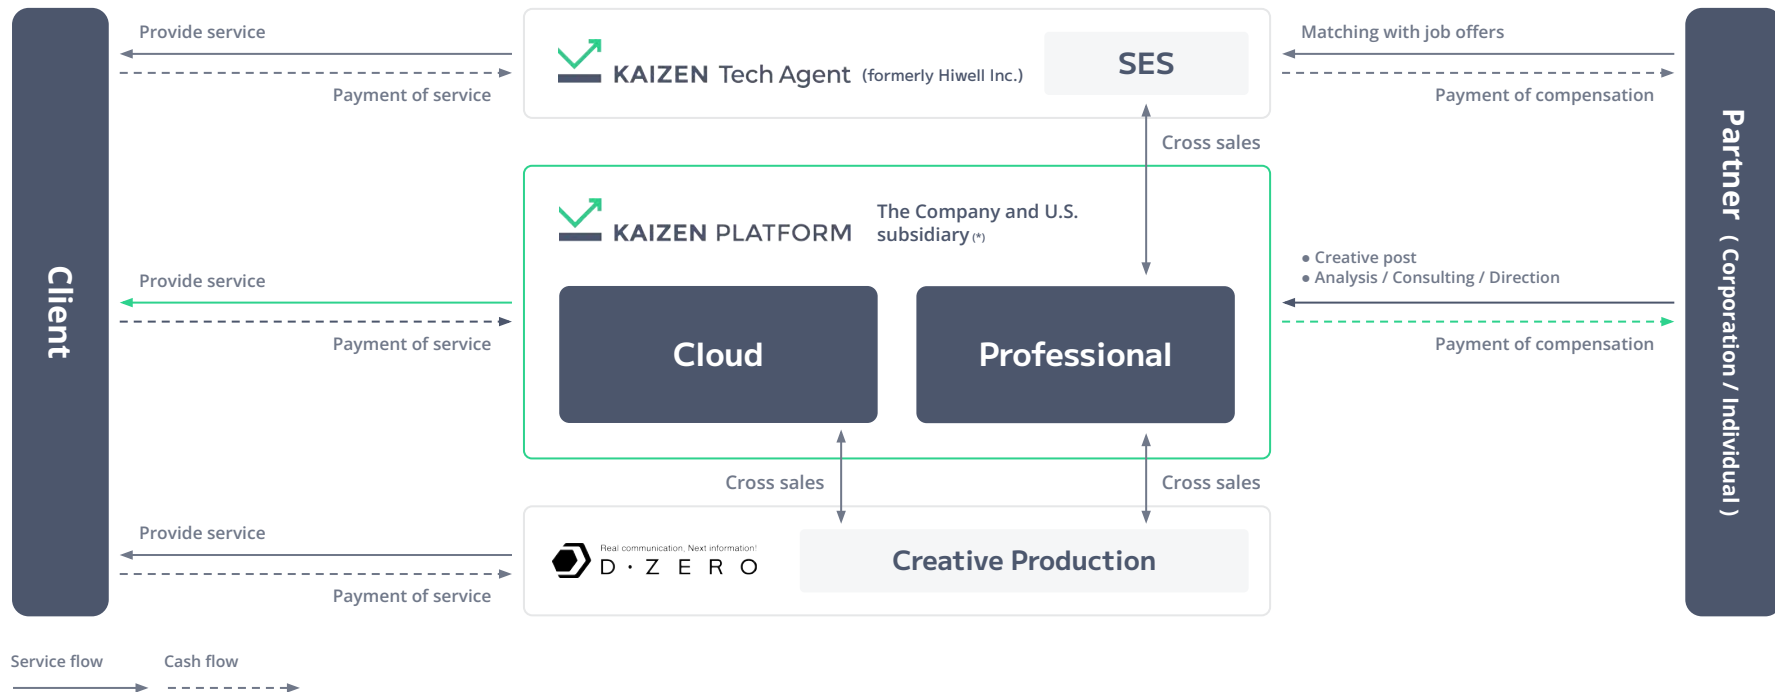 Client
Provide service
Payment of service
KAIZEN Tech Agent (formerly Hiwell Inc.)
SES
Matching with job offers
Payment of compensation
Cross sales
KAIZEN PLATFORM
The Company and U.S.
subsidiary (*)
Provide service
Payment of service
Cloud
Professional
● Creative post
● Analysis / Consulting / Direction
Payment of compensation
Cross sales
Cross sales
Provide service
Payment of service
Real communication, Next information!
D・ZERO
Creative Production
Partner ( Corporation / Individual )
Service flow
Cash flow